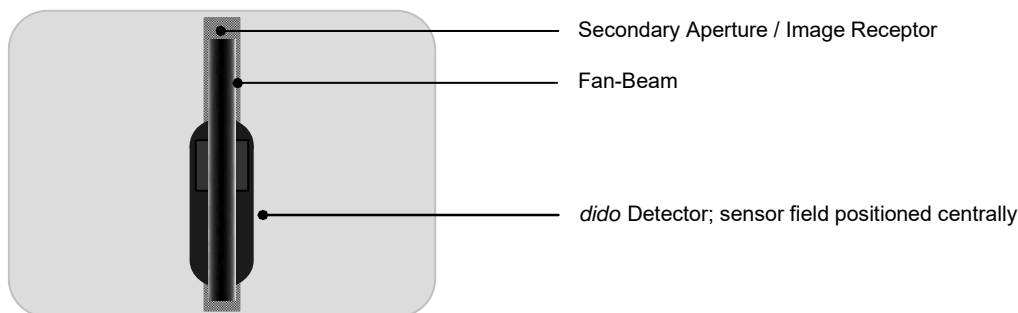 Secondary Aperture / Image Receptor
Fan-Beam
dido Detector; sensor field positioned centrally